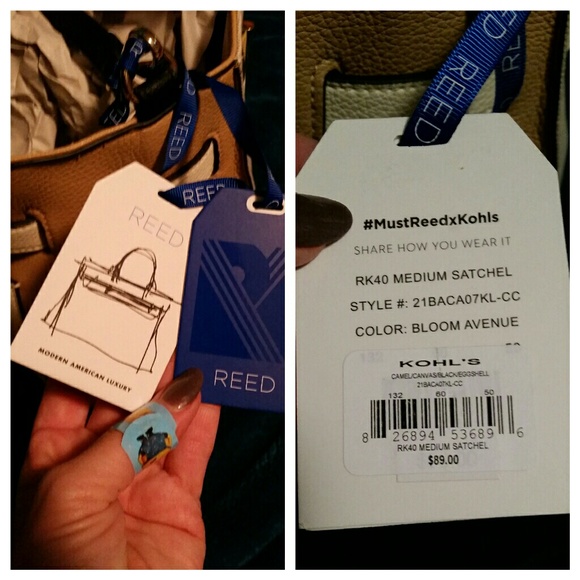 REED
REED
REED
REED
MODERN AMERICAN LUXURY
REED
REED
#MustReedxKohls
SHARE HOW YOU WEAR IT
RK40 MEDIUM SATCHEL
STYLE #: 21BACA07KL-CC
COLOR: BLOOM AVENUE
KOHL'S
CAMEL/CANVAS/BLACK/EGGSHELL
21BACA07KL-CC
132 60 50
8 26894 53689 6
RK40 MEDIUM SATCHEL
$89.00